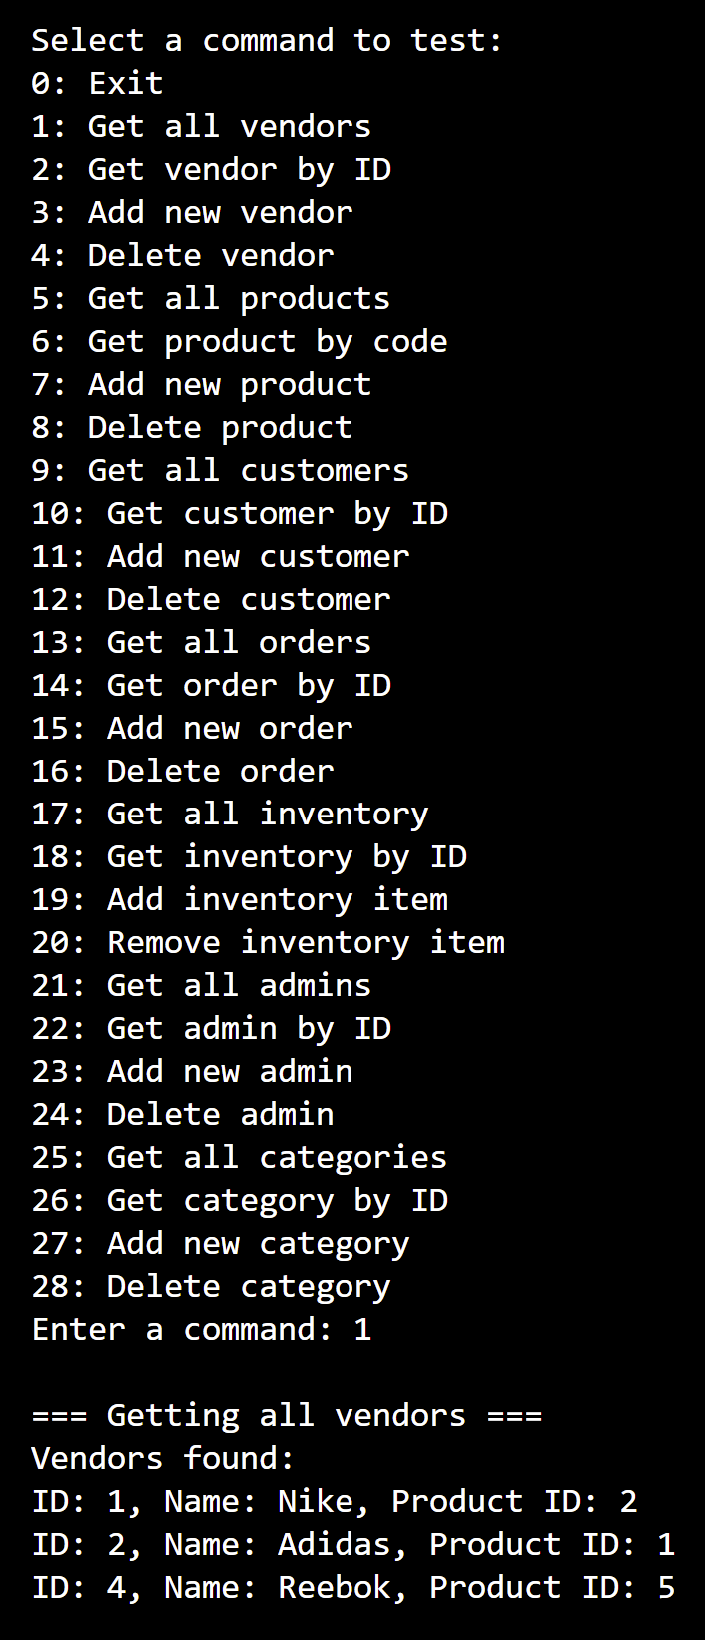 Select a command to test:
0: Exit
1: Get all vendors
2: Get vendor by ID
3: Add new vendor
4: Delete vendor
5: Get all products
6: Get product by code
7: Add new product
8: Delete product
9: Get all customers
10: Get customer by ID
11: Add new customer
12: Delete customer
13: Get all orders
14: Get order by ID
15: Add new order
16: Delete order
17: Get all inventory
18: Get inventory by ID
19: Add inventory item
20: Remove inventory item
21: Get all admins
22: Get admin by ID
23: Add new admin
24: Delete admin
25: Get all categories
26: Get category by ID
27: Add new category
28: Delete category
Enter a command: 1
=== Getting all vendors ===
Vendors found:
ID: 1, Name: Nike, Product ID: 2
ID: 2, Name: Adidas, Product ID: 1
ID: 4, Name: Reebok, Product ID: 5